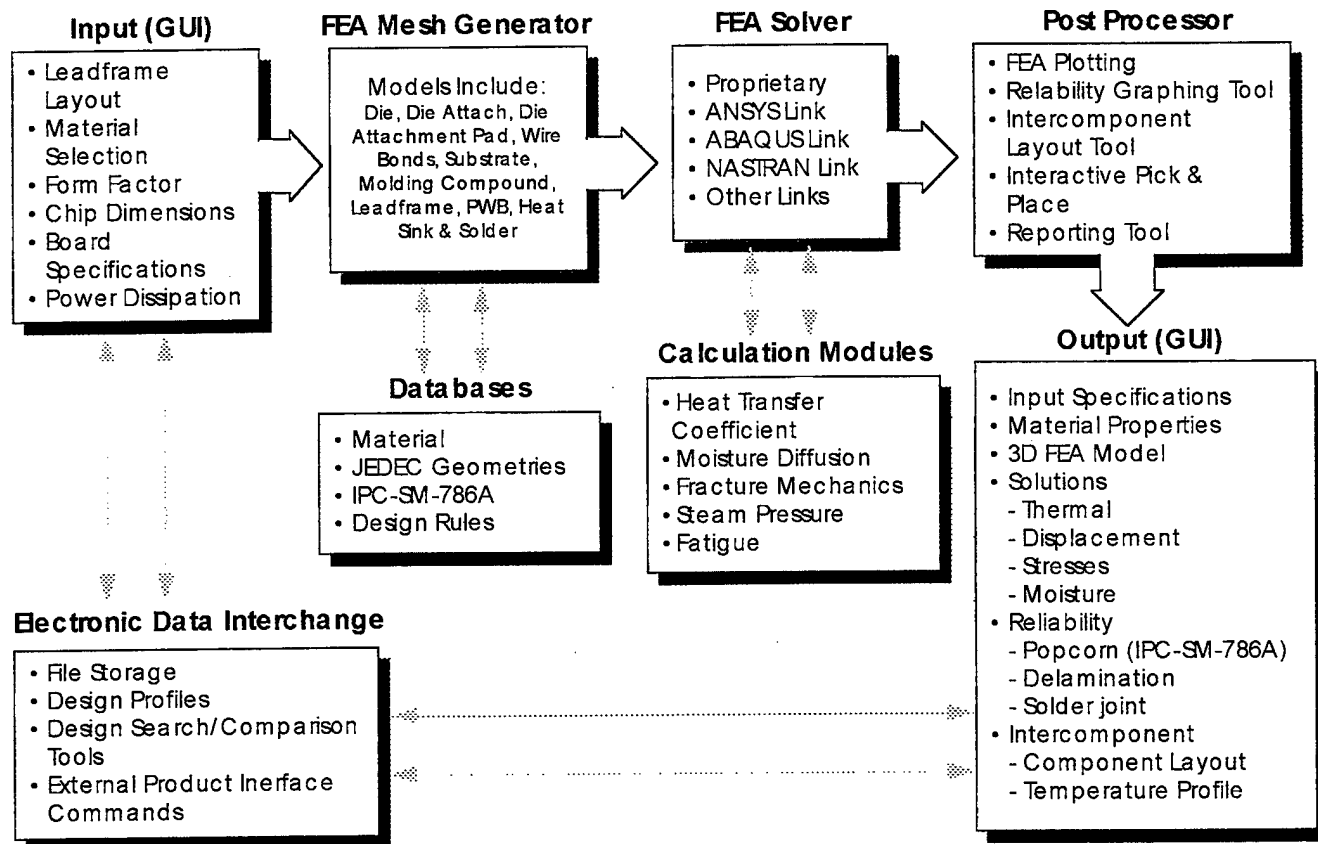 Input (GUI)
• Leadframe
Layout
• Material
Selection
• Form Factor
• Chip Dimensions
• Board
Specifications
• Power Dissipation
FEA Mesh Generator
Models Include:
Die, Die Attach, Die
Attachment Pad, Wire
Bonds, Substrate,
Molding Compound,
Leadframe, PWB, Heat
Sink & Solder
FEA Solver
• Proprietary
• ANSYS Link
• ABAQUS Link
• NASTRAN Link
• Other Links
Post Processor
• FEA Plotting
• Relability Graphing Tool
• Intercomponent
Layout Tool
• Interactive Pick &
Place
• Reporting Tool
Databases
• Material
• JEDEC Geometries
• IPC-SM-786A
• Design Rules
Calculation Modules
• Heat Transfer
Coefficient
• Moisture Diffusion
• Fracture Mechanics
• Steam Pressure
• Fatigue
Output (GUI)
• Input Specifications
• Material Properties
• 3D FEA Model
• Solutions
- Thermal
- Displacement
- Stresses
- Moisture
• Reliability
- Popcorn (IPC-SM-786A)
- Delamination
- Solder joint
• Intercomponent
- Component Layout
- Temperature Profile
Electronic Data Interchange
• File Storage
• Design Profiles
• Design Search/Comparison
Tools
• External Product Inerface
Commands